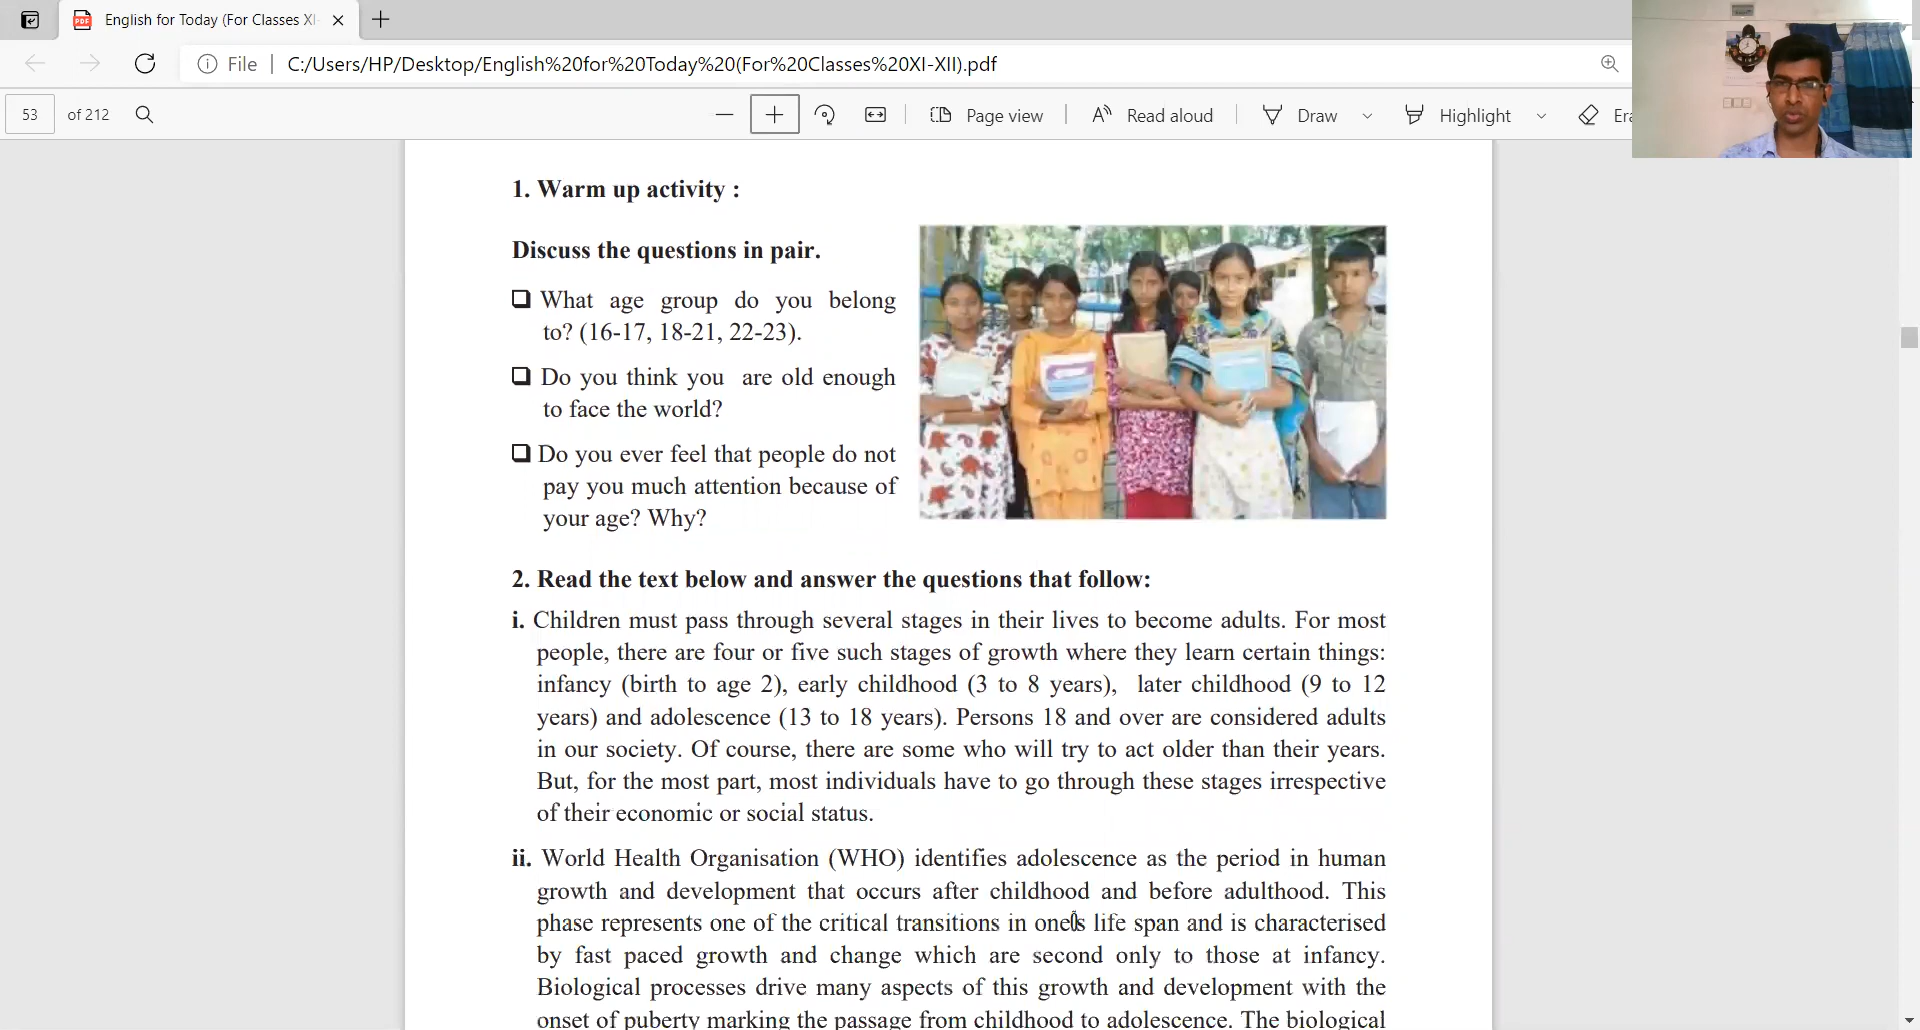 English for Today (For Classes XI-
File
C:/Users/HP/Desktop/English%20for%20Today%20(For%20Classes%20XI-XII).pdf
53
of 212
Page view
Read aloud
Draw
Highlight
1. Warm up activity :
Discuss the questions in pair.
What age group do you belong
to? (16-17, 18-21, 22-23).
Do you think you are old enough
to face the world?
Do you ever feel that people do not
pay you much attention because of
your age? Why?
2. Read the text below and answer the questions that follow:
i. Children must pass through several stages in their lives to become adults. For most
people, there are four or five such stages of growth where they learn certain things:
infancy (birth to age 2), early childhood (3 to 8 years), later childhood (9 to 12
years) and adolescence (13 to 18 years). Persons 18 and over are considered adults
in our society. Of course, there are some who will try to act older than their years.
But, for the most part, most individuals have to go through these stages irrespective
of their economic or social status.
ii. World Health Organisation (WHO) identifies adolescence as the period in human
growth and development that occurs after childhood and before adulthood. This
phase represents one of the critical transitions in one's life span and is characterised
by fast paced growth and change which are second only to those at infancy.
Biological processes drive many aspects of this growth and development with the
onset of puberty marking the passage from childhood to adolescence. The biological